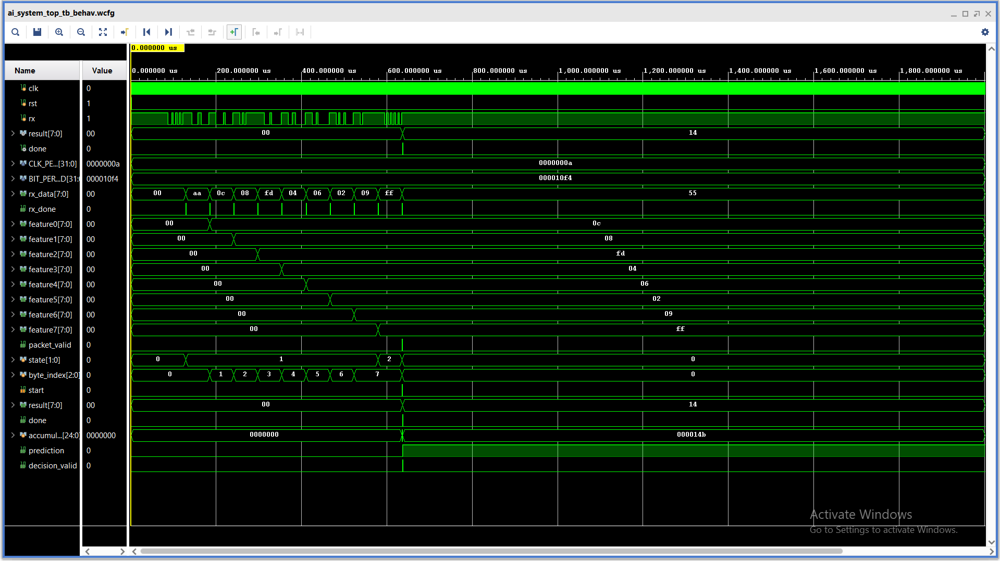 ai_system_top_tb_behav.wcfg
0.000000 us
Name Value
0.000000 us 200.000000 us 400.000000 us 600.000000 us 800.000000 us 1,000.000000 us 1,200.000000 us 1,400.000000 us 1,600.000000 us 1,800.000000 us
clk 0
rst 1
rx 1
result[7:0] 00 00 14
done 0
CLK_PE...[31:0] 0000000a 0000000a
BIT_PER...D[31:0 000010f4 000010f4
rx_data[7:0] 00 00 aa 0c 08 fd 04 06 02 09 ff 55
rx_done 0
feature0[7:0] 00 00 0c
feature1[7:0] 00 00 08
feature2[7:0] 00 00 fd
feature3[7:0] 00 00 04
feature4[7:0] 00 00 06
feature5[7:0] 00 00 02
feature6[7:0] 00 00 09
feature7[7:0] 00 00 ff
packet_valid 0
state[1:0] 0 0 1 2 0
byte_index[2:0] 0 0 1 2 3 4 5 6 7 0
start 0
result[7:0] 00 00 14
done 0
accumul...[24:0] 0000000 0000000 000014b
prediction 0
decision_valid 0
Activate Windows
Go to Settings to activate Windows.